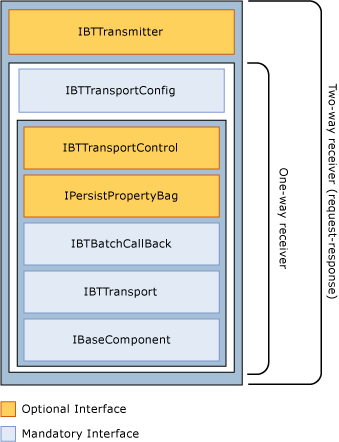 IBTTransmitter
IBTTransportConfig
IBTTransportControl
IPersistPropertyBag
IBTBatchCallBack
IBTTransport
IBaseComponent
One-way receiver
Two-way receiver (request-response)
Optional Interface
Mandatory Interface